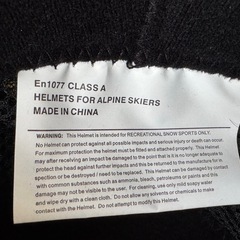 En1077 CLASS A
HELMETS FOR ALPINE SKIERS
MADE IN CHINA
WARNING: This Helmet is intended for RECREATIONAL SNOW SPORTS ONLY.
No Helmet can protect against all possible impacts and serious injury or death can occur.
For maximum protection helmet must be fitted and attached properly. This Helmet
may after receiving an impact be damaged to the point that it is no longer adequate to
protect the head against further impacts and this damage may not be visible to the
eye or be destroyed if need to be replaced. This Helmet can be damaged by contact
with common substances such as ammonia, bleach, petroleums or paints and this
damage may not be visible to the user. For cleaning, use only mild soapy water
and wipe dry with a clean cloth. Do not allow any solvents or chemicals to make
contact with the Helmet. Do not attempt to modify this Helmet.